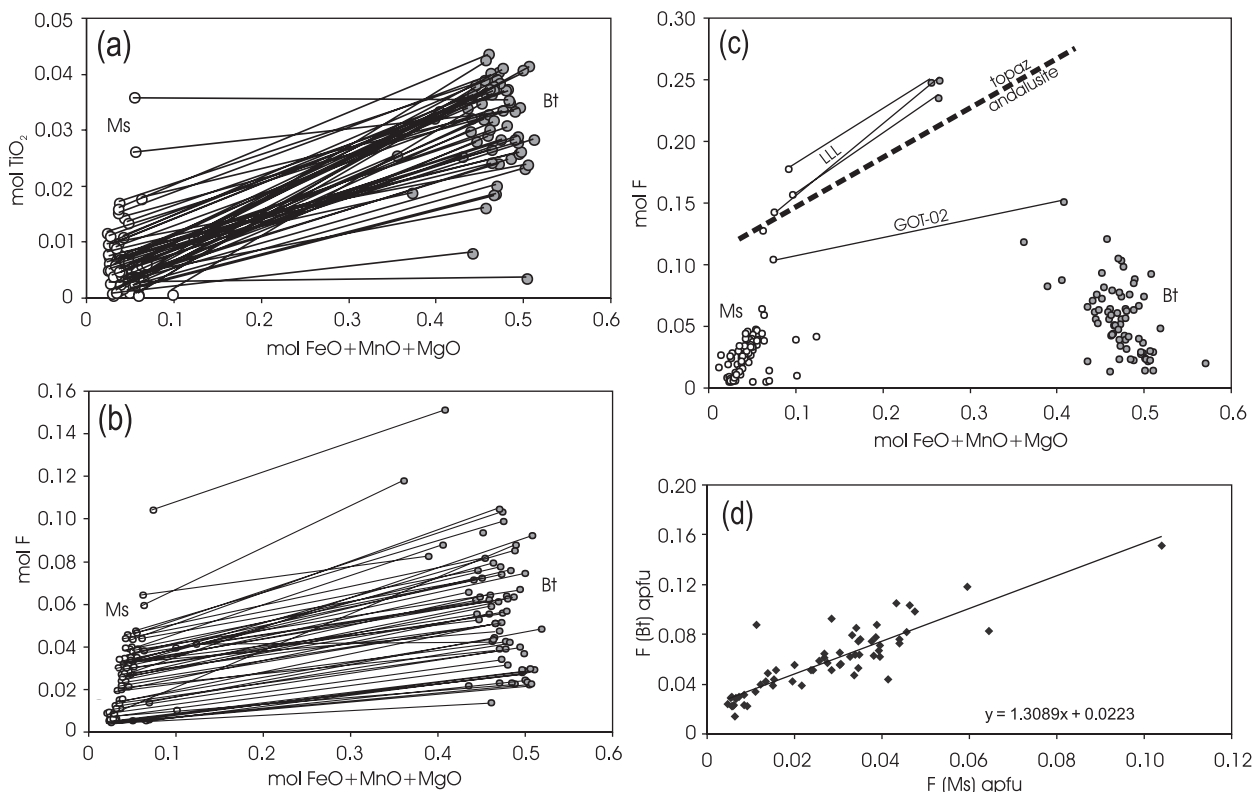 (a)
0.05
0.04
0.03
0.02
0.01
0
mol TiO2
Ms
Bt
0 0.1 0.2 0.3 0.4 0.5 0.6
mol FeO+MnO+MgO
(b)
0.16
0.14
0.12
0.10
0.08
0.06
0.04
0.02
0
mol F
Ms
Bt
0 0.1 0.2 0.3 0.4 0.5 0.6
mol FeO+MnO+MgO
(c)
0.30
0.25
0.20
0.15
0.10
0.05
0
mol F
topaz
andalusite
LLL
GOT-02
Ms
Bt
0 0.1 0.2 0.3 0.4 0.5 0.6
mol FeO+MnO+MgO
(d)
0.20
0.16
0.12
0.08
0.04
0
F (Bt) apfu
y = 1.3089x + 0.0223
0 0.02 0.04 0.06 0.08 0.10 0.12
F (Ms) apfu